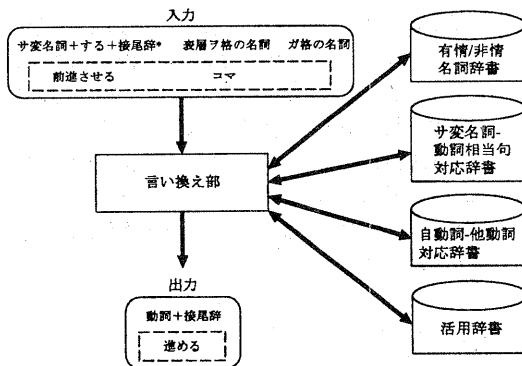 入力
サ変名詞+する+接尾辞* 表層ヲ格の名詞 ガ格の名詞
前進させる コマ
言い換え部
出力
動詞+接尾辞
進める
有情/非情
名詞辞書
サ変名詞-
動詞相当句
対応辞書
自動詞-他動詞
対応辞書
活用辞書